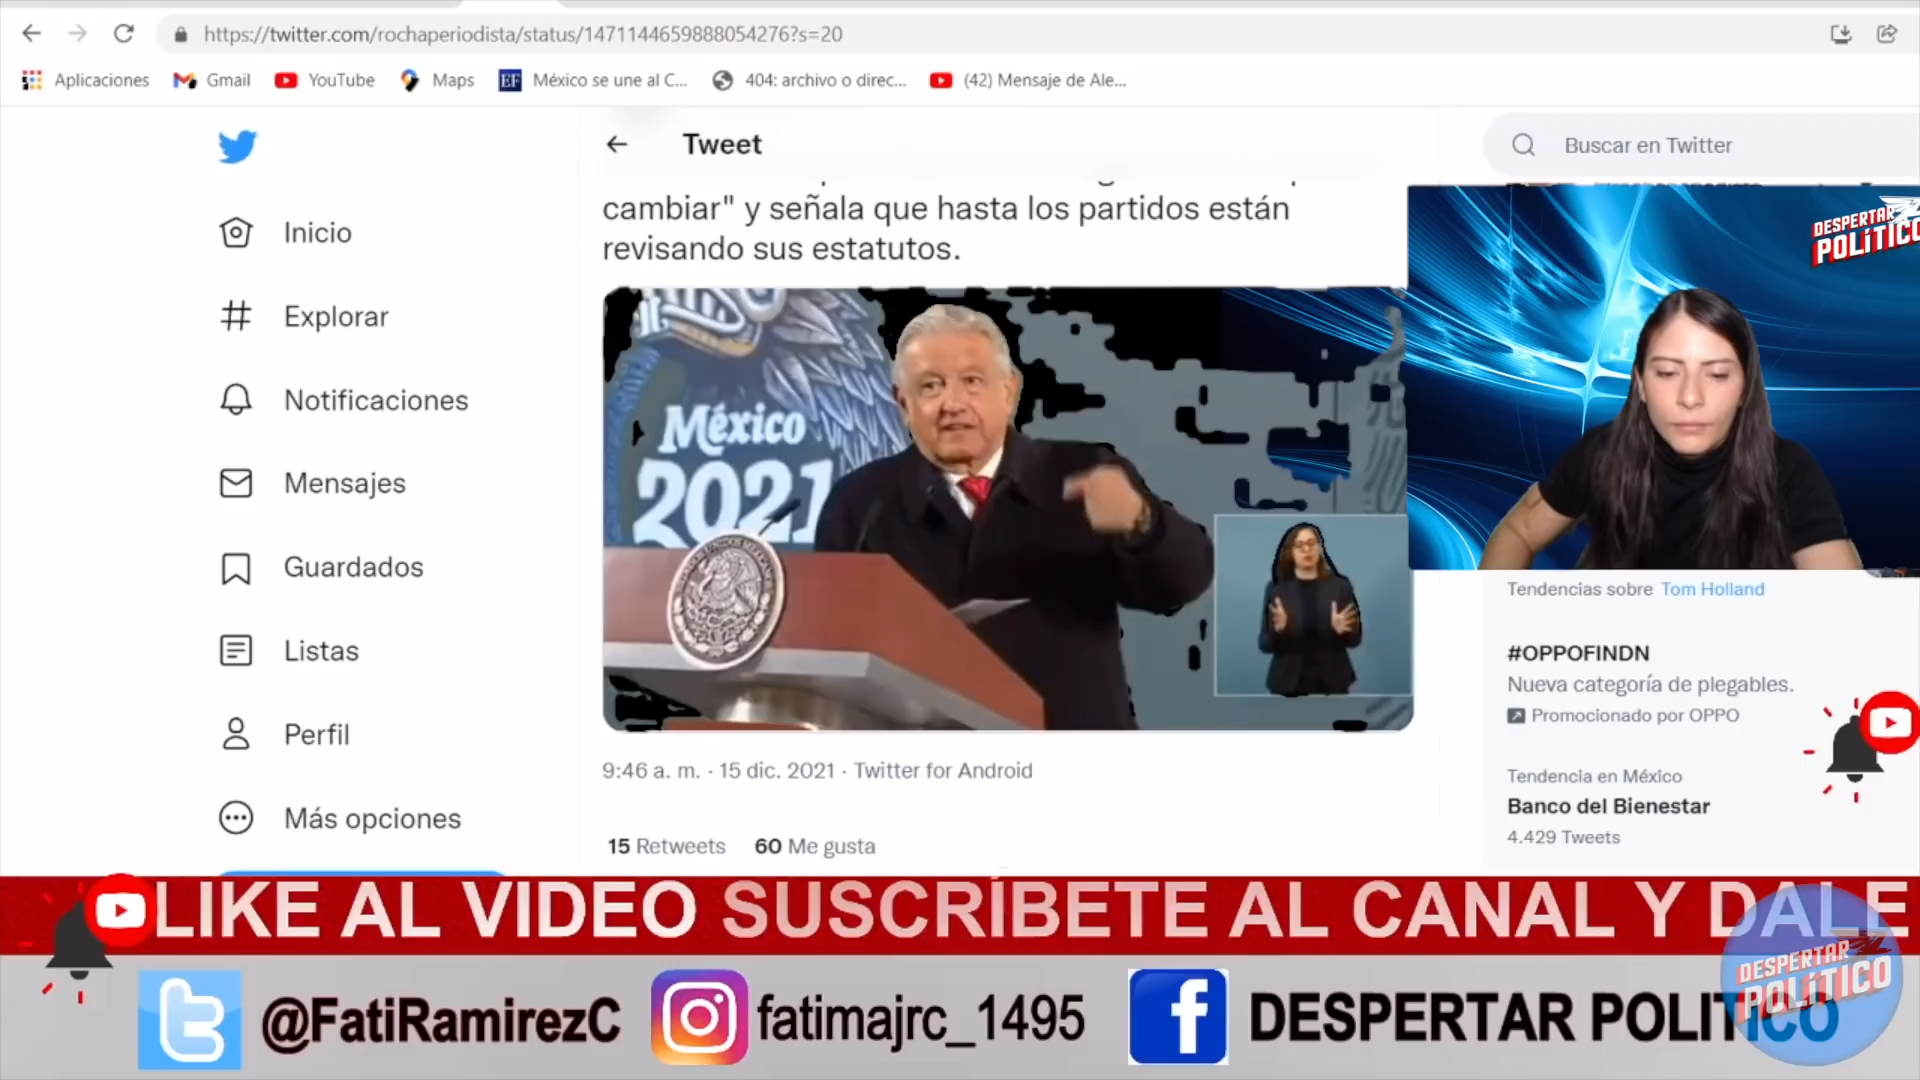 https://twitter.com/rochaperiodista/status/1471144659888054276?s=20
Aplicaciones
Gmail
YouTube
Maps
EF
México se une al C...
404: archivo o direc...
(42) Mensaje de Ale...
Tweet
Buscar en Twitter
cambiar" y señala que hasta los partidos están
revisando sus estatutos.
Inicio
Explorar
Notificaciones
Mensajes
Guardados
Listas
Perfil
Más opciones
México
2021
DESPERTAR
POLÍTICO
9:46 a. m. · 15 dic. 2021 · Twitter for Android
15 Retweets
60 Me gusta
Tendencias sobre Tom Holland
#OPPOFINDN
Nueva categoría de plegables.
Promocionado por OPPO
Tendencia en México
Banco del Bienestar
4.429 Tweets
LIKE AL VIDEO SUSCRÍBETE AL CANAL Y DALE
@FatiRamirezC
fatimajrc_1495
DESPERTAR POLITICO
DESPERTAR
POLÍTICO